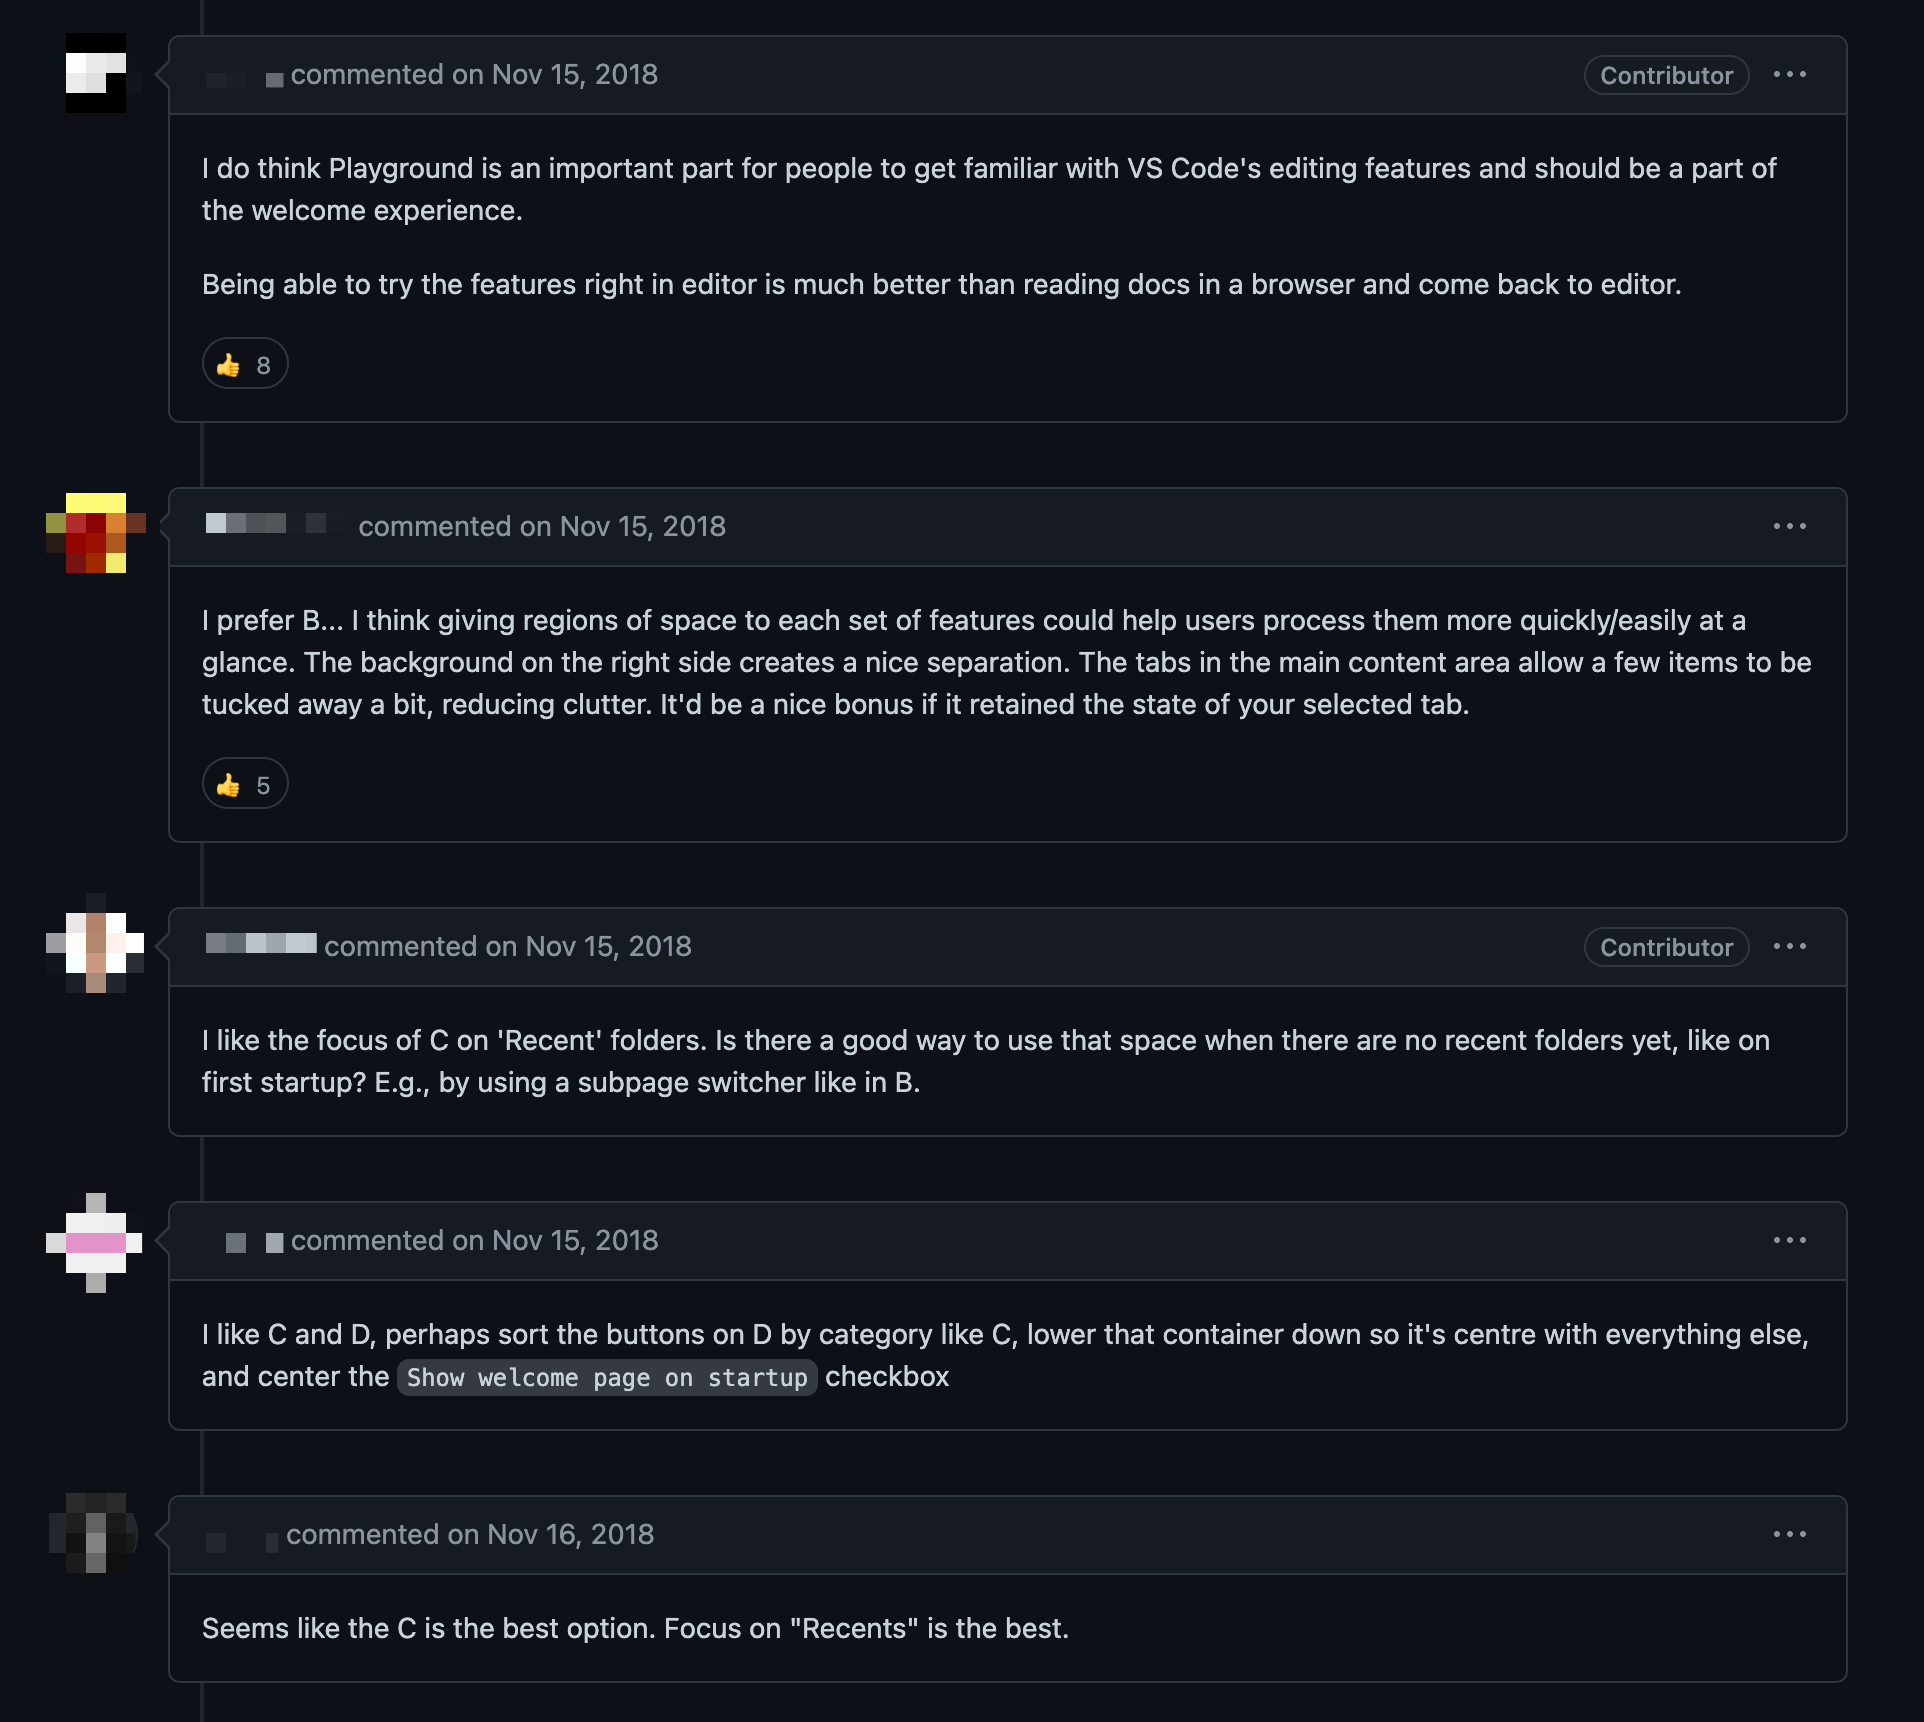 commented on Nov 15, 2018
Contributor
I do think Playground is an important part for people to get familiar with VS Code's editing features and should be a part of
the welcome experience.
Being able to try the features right in editor is much better than reading docs in a browser and come back to editor.
👍 8
commented on Nov 15, 2018
I prefer B... I think giving regions of space to each set of features could help users process them more quickly/easily at a
glance. The background on the right side creates a nice separation. The tabs in the main content area allow a few items to be
tucked away a bit, reducing clutter. It'd be a nice bonus if it retained the state of your selected tab.
👍 5
commented on Nov 15, 2018
Contributor
I like the focus of C on 'Recent' folders. Is there a good way to use that space when there are no recent folders yet, like on
first startup? E.g., by using a subpage switcher like in B.
commented on Nov 15, 2018
I like C and D, perhaps sort the buttons on D by category like C, lower that container down so it's centre with everything else,
and center the Show welcome page on startup checkbox
commented on Nov 16, 2018
Seems like the C is the best option. Focus on "Recents" is the best.